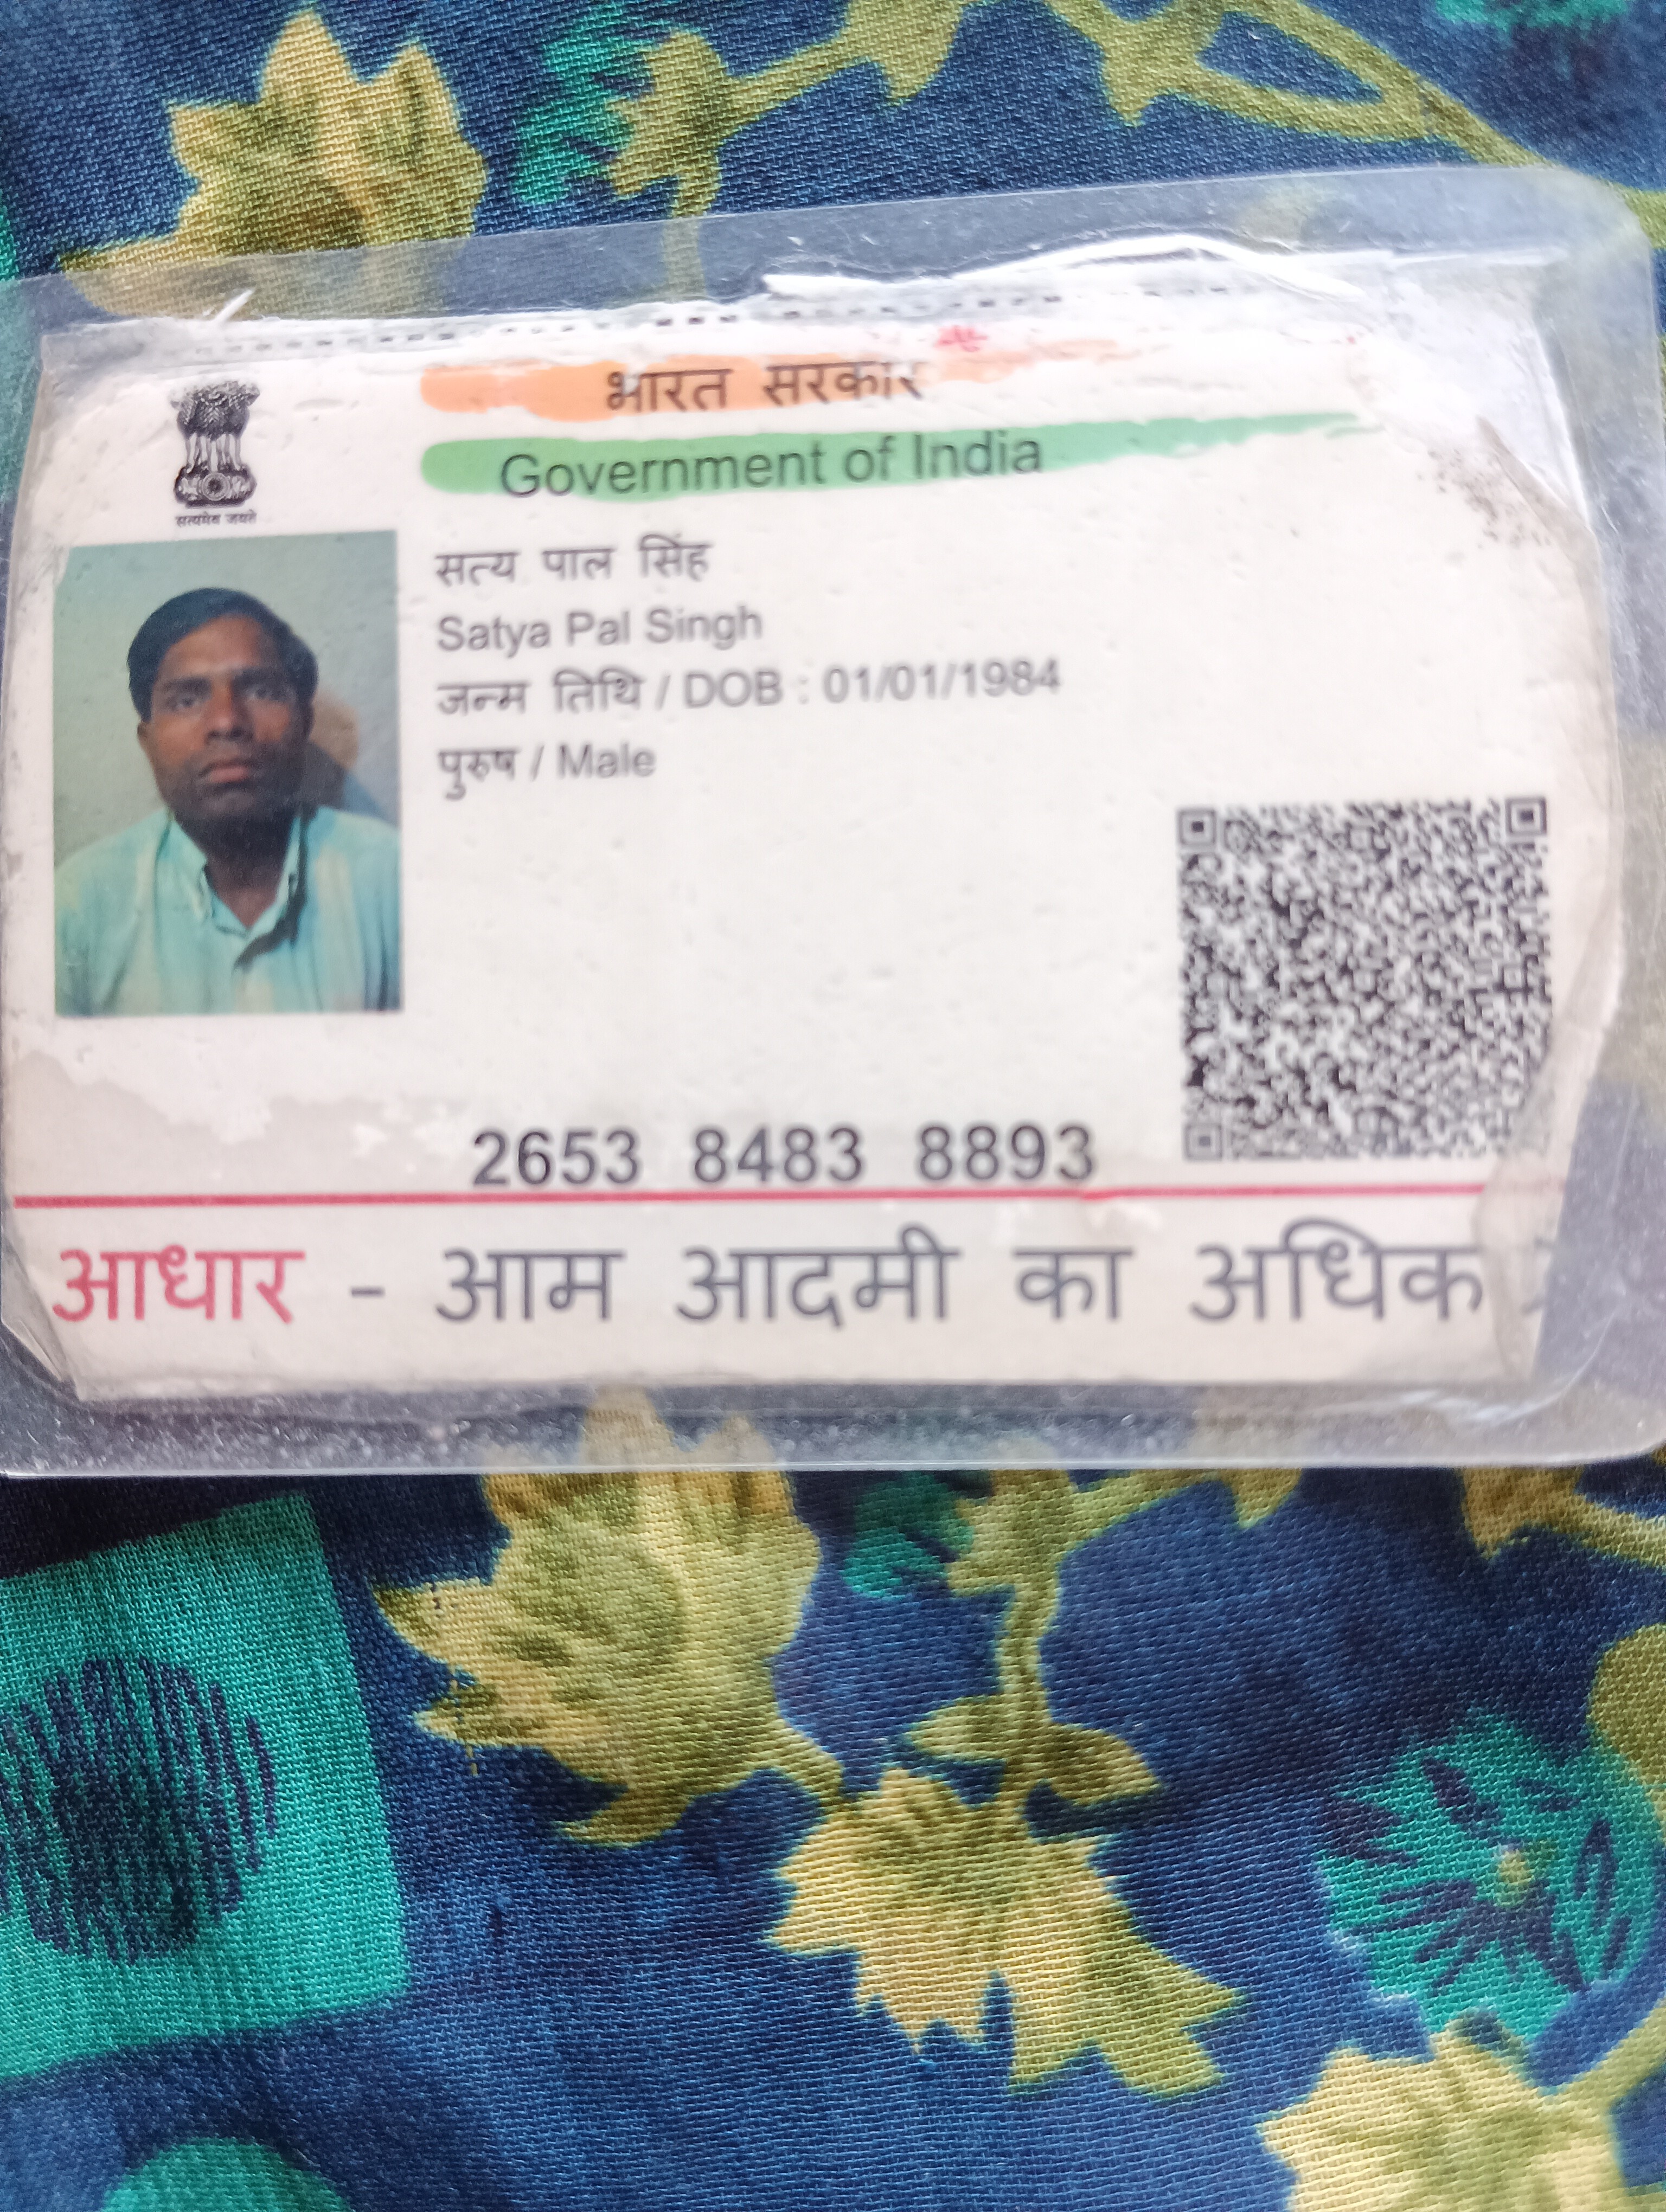 भारत सरकार
Government of India
सत्यमेव जयते
सत्य पाल सिंह
Satya Pal Singh
जन्म तिथि / DOB : 01/01/1984
पुरुष / Male
2653 8483 8893
आधार - आम आदमी का अधिक